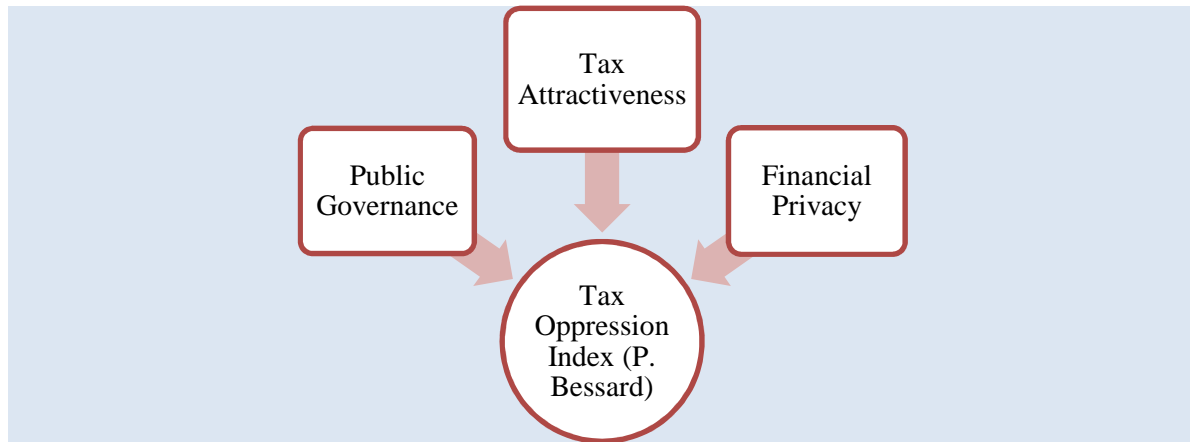 Tax
Attractiveness
Public
Governance
Financial
Privacy
Tax
Oppression
Index (P.
Bessard)